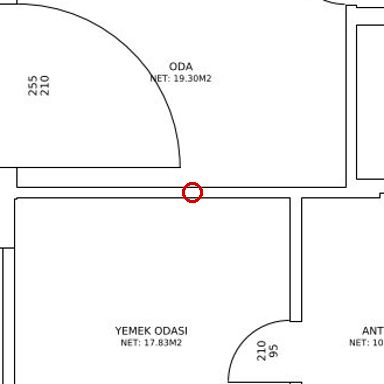 ODA
NET: 19.30M2
255
210
YEMEK ODASI
NET: 17.83M2
210
95
ANT
NET: 10